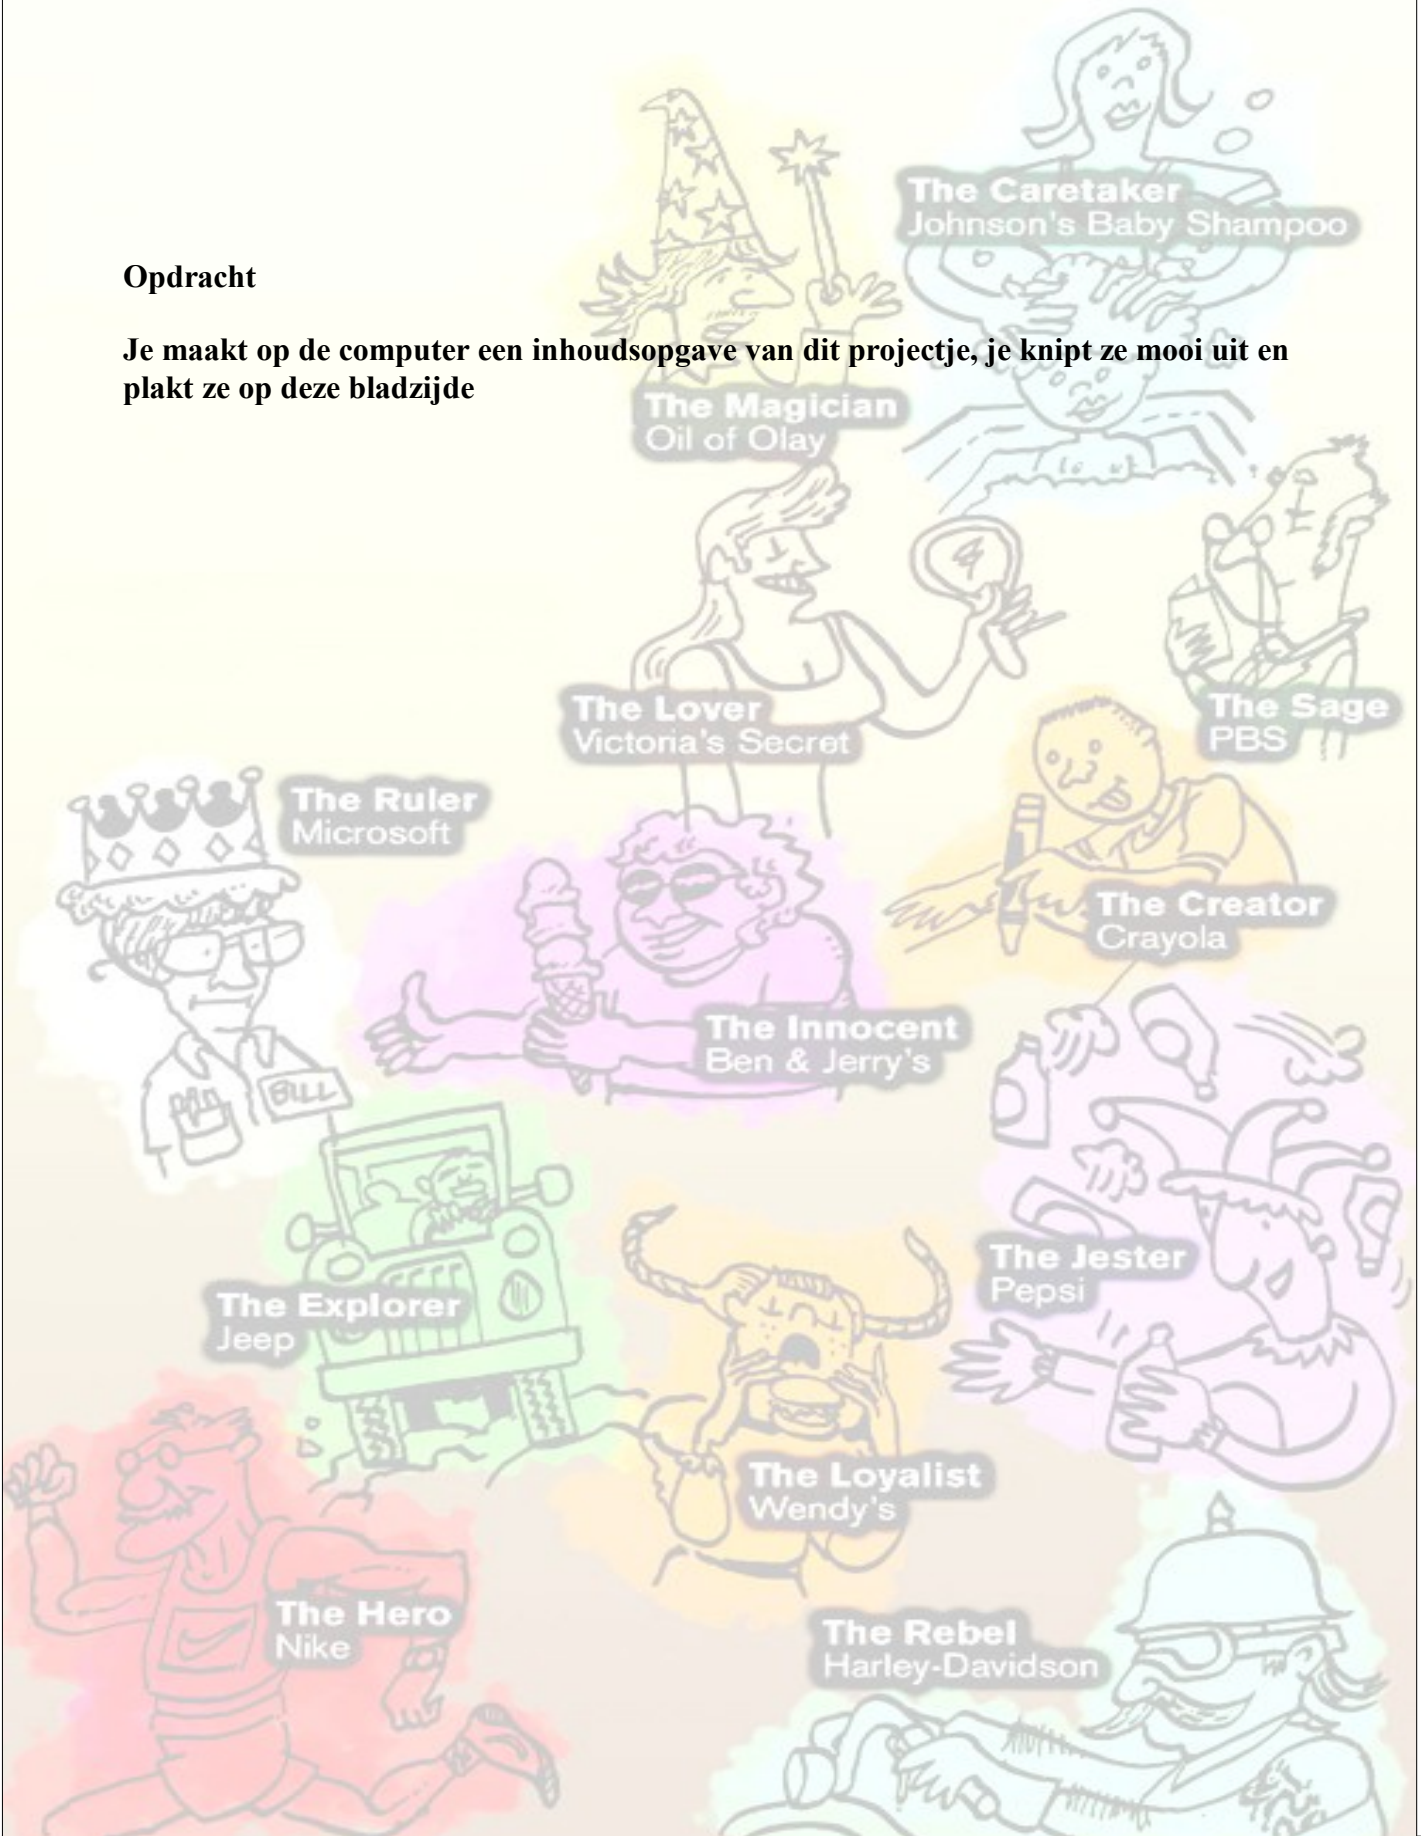 The Caretaker
Johnson's Baby Shampoo
Opdracht
Je maakt op de computer een inhoudsopgave van dit projectje, je knipt ze mooi uit en
plakt ze op deze bladzijde
The Magician
Oil of Olay
The Lover
Victoria's Secret
The Sage
PBS
The Ruler
Microsoft
The Creator
Crayola
The Innocent
Ben & Jerry's
BILL
The Jester
Pepsi
The Explorer
Jeep
The Loyalist
Wendy's
The Hero
Nike
The Rebel
Harley-Davidson